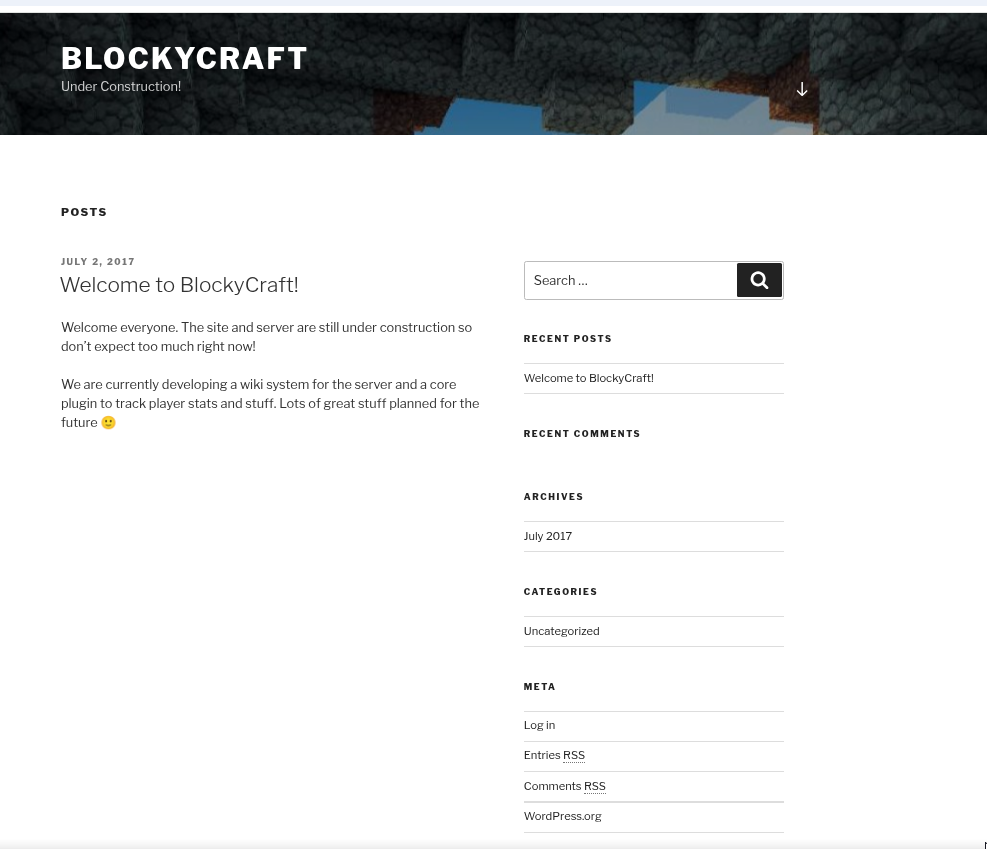 BLOCKYCRAFT
Under Construction!
POSTS
JULY 2, 2017
Welcome to BlockyCraft!
Welcome everyone. The site and server are still under construction so
don't expect too much right now!
We are currently developing a wiki system for the server and a core
plugin to track player stats and stuff. Lots of great stuff planned for the
future 🙂
Search …
RECENT POSTS
Welcome to BlockyCraft!
RECENT COMMENTS
ARCHIVES
July 2017
CATEGORIES
Uncategorized
META
Log in
Entries RSS
Comments RSS
WordPress.org